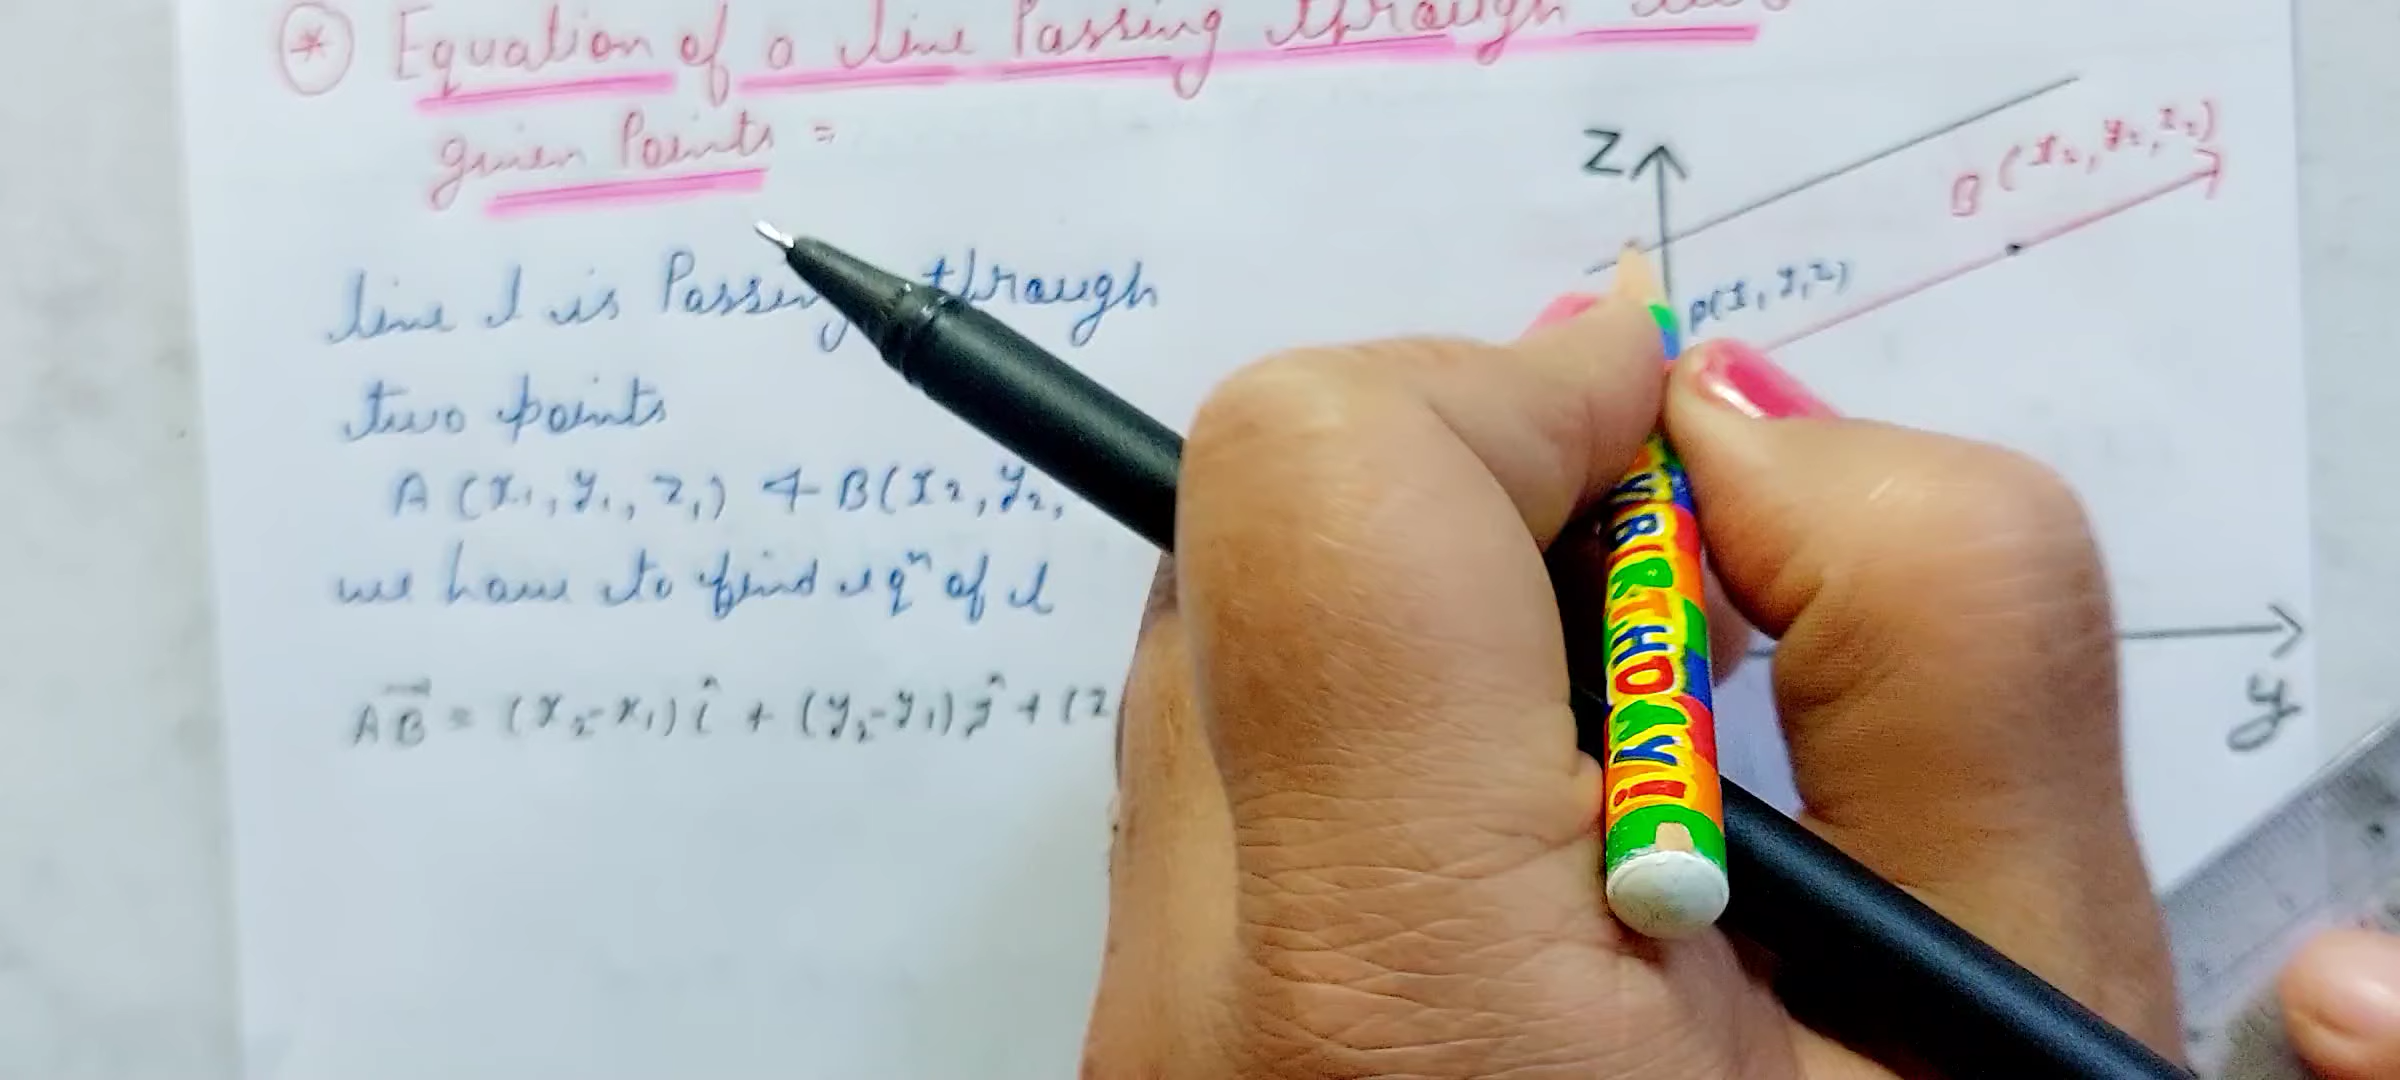 * Equation of a line Passing through
given Points =
line l is Passing through
two points
A (x₁, y₁, z₁) & B(x₂, y₂,
we have to find eqⁿ of l
AB = (x₂-x₁) î + (y₂-y₁) ĵ + (z
Z
B (x₂, y₂, z₂)
P(x, y, z)
y
BIRTHDAY!